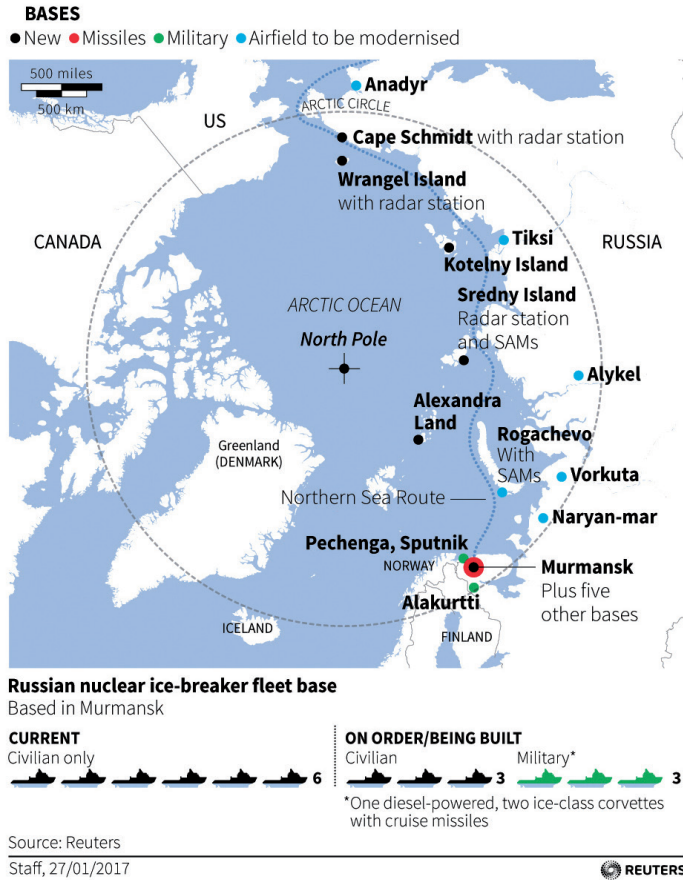 BASES
New Missiles Military Airfield to be modernised
500 miles
500 km
Anadyr
ARCTIC CIRCLE
US
Cape Schmidt with radar station
Wrangel Island
with radar station
CANADA
Tiksi
RUSSIA
Kotelny Island
Sredny Island
Radar station
and SAMs
ARCTIC OCEAN
North Pole
Alykel
Alexandra
Land
Rogachevo
With
SAMs
Greenland
(DENMARK)
Vorkuta
Northern Sea Route
Naryan-mar
Pechenga, Sputnik
NORWAY
Murmansk
Plus five
other bases
Alakurtti
ICELAND
FINLAND
Russian nuclear ice-breaker fleet base
Based in Murmansk
CURRENT
Civilian only
6
ON ORDER/BEING BUILT
Civilian
3
Military*
3
*One diesel-powered, two ice-class corvettes
with cruise missiles
Source: Reuters
Staff, 27/01/2017
REUTERS